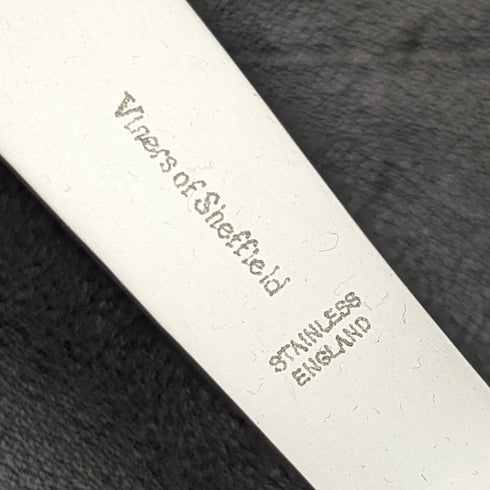 Viners of Sheffield
STAINLESS
ENGLAND